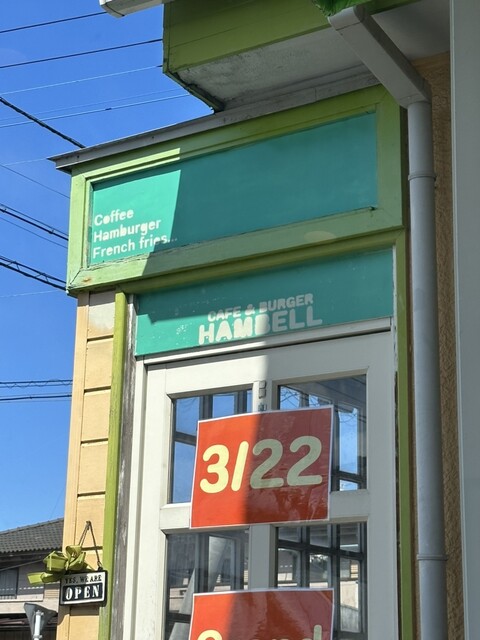 Coffee
Hamburger
French fries...
CAFE & BURGER
HAMBELL
3/22
YES, WE ARE
OPEN